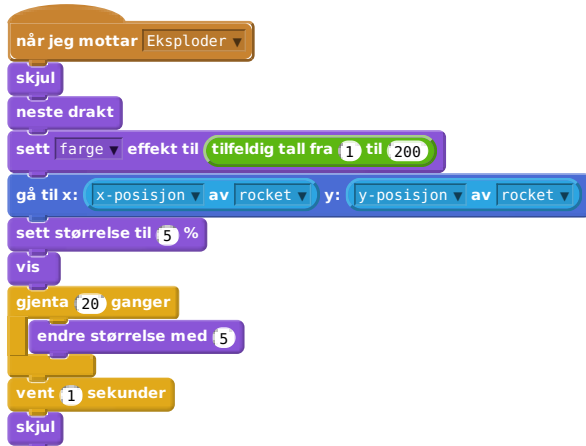 når jeg mottar Eksploder
skjul
neste drakt
sett farge effekt til tilfeldig tall fra 1 til 200
gå til x: x-posisjon av rocket y: y-posisjon av rocket
sett størrelse til 5 %
vis
gjenta 20 ganger
endre størrelse med 5
vent 1 sekunder
skjul